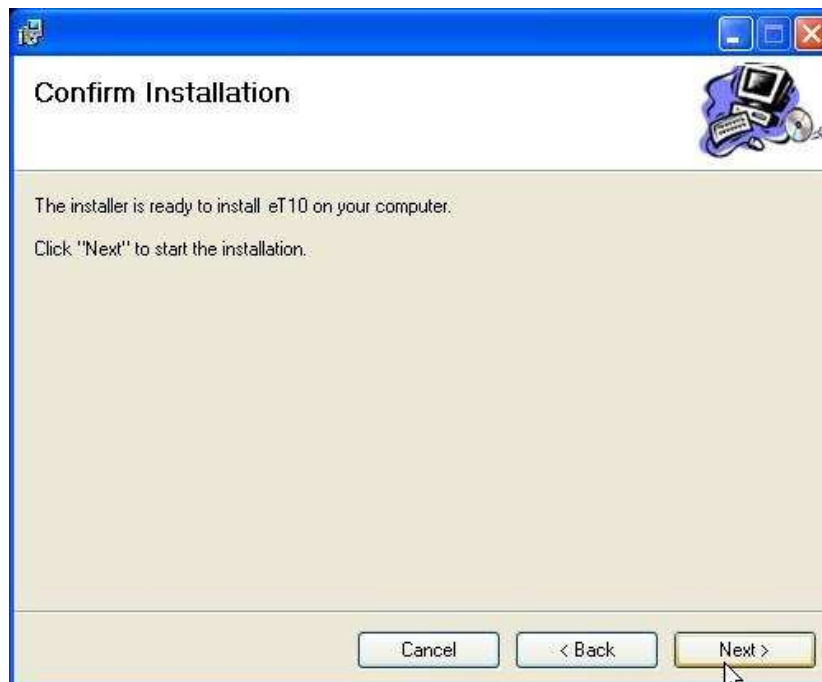 Confirm Installation
The installer is ready to install eT10 on your computer.
Click "Next" to start the installation.
Cancel
< Back
Next >